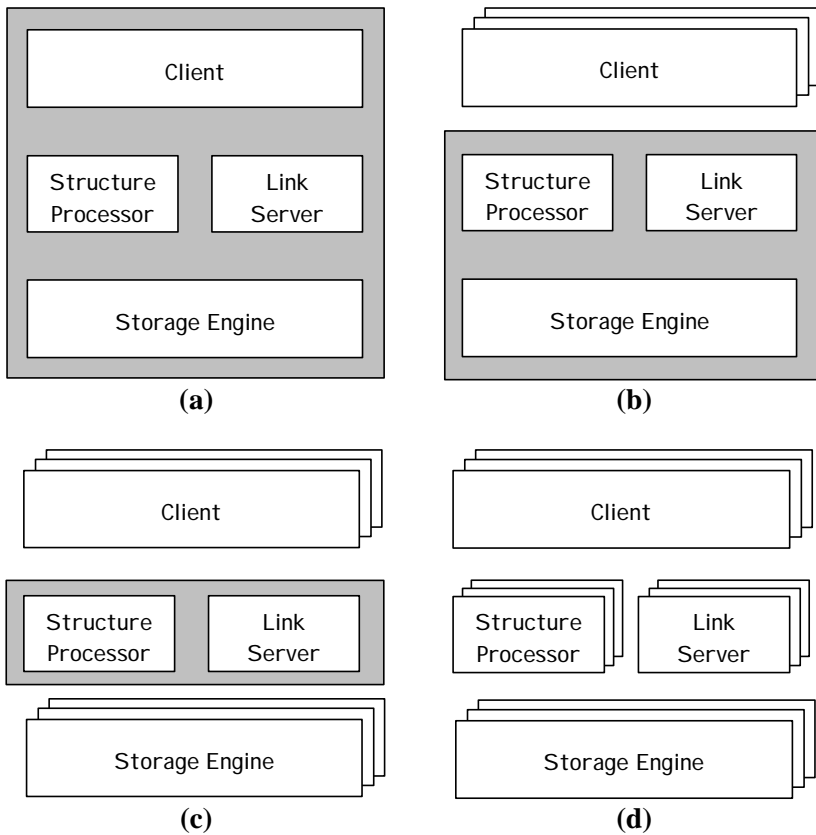 Client
Structure
Processor
Link
Server
Storage Engine
(a)
Client
Structure
Processor
Link
Server
Storage Engine
(b)
Client
Structure
Processor
Link
Server
Storage Engine
(c)
Client
Structure
Processor
Link
Server
Storage Engine
(d)